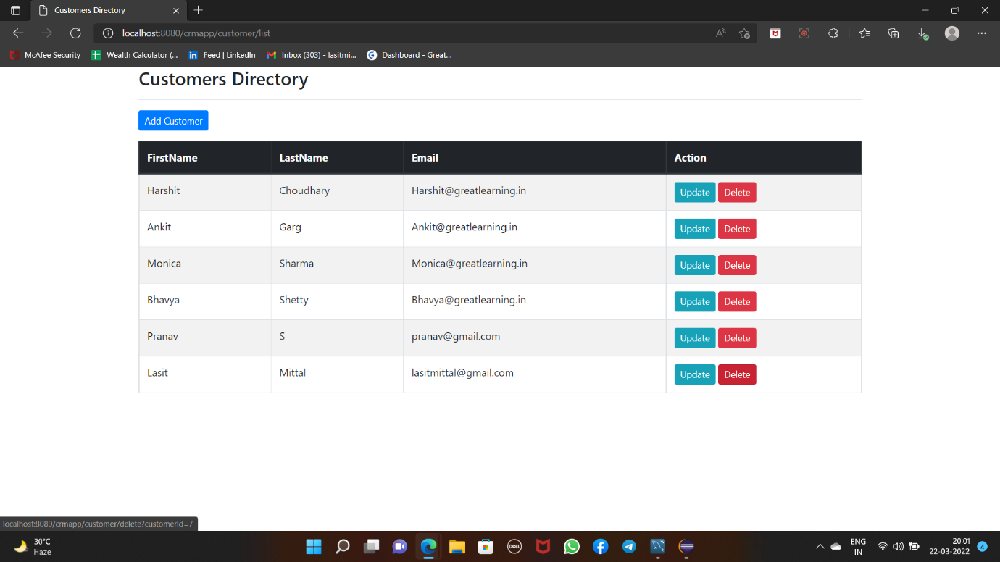 Customers Directory
localhost:8080/crmapp/customer/list
McAfee Security Wealth Calculator (... Feed | LinkedIn Inbox (303) - lasitmi... Dashboard - Great...
Customers Directory
Add Customer
FirstName LastName Email Action
Harshit Choudhary Harshit@greatlearning.in Update Delete
Ankit Garg Ankit@greatlearning.in Update Delete
Monica Sharma Monica@greatlearning.in Update Delete
Bhavya Shetty Bhavya@greatlearning.in Update Delete
Pranav S pranav@gmail.com Update Delete
Lasit Mittal lasitmittal@gmail.com Update Delete
localhost:8080/crmapp/customer/delete?customerId=7
30°C
Haze
DELL
ENG
IN
20:01
22-03-2022
4